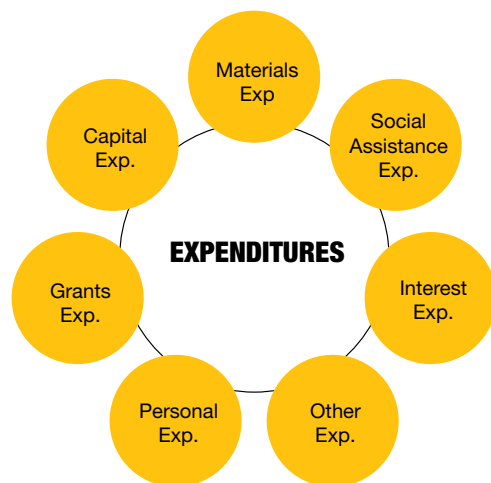 Materials
Exp
Social
Assistance
Exp.
Capital
Exp.
EXPENDITURES
Interest
Exp.
Grants
Exp.
Other
Exp.
Personal
Exp.